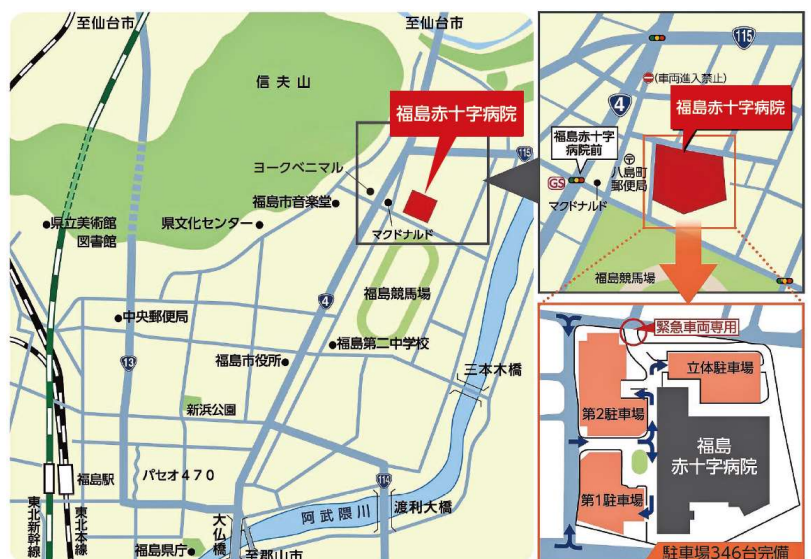 至仙台市
至仙台市
信夫山
福島赤十字病院
115
ヨークベニマル
福島市音楽堂
マクドナルド
県立美術館
図書館
県文化センター
福島競馬場
4
中央郵便局
福島第二中学校
13
福島市役所
三本木橋
新浜公園
パセオ470
福島駅
114
渡利大橋
阿武隈川
大仏橋
東北新幹線
東北本線
福島県庁
至郡山市
115
(車両進入禁止)
4
福島赤十字病院
福島赤十字
病院前
〒
八島町
郵便局
GS
マクドナルド
福島競馬場
緊急車両専用
立体駐車場
第2駐車場
福島
赤十字病院
第1駐車場
駐車場346台完備